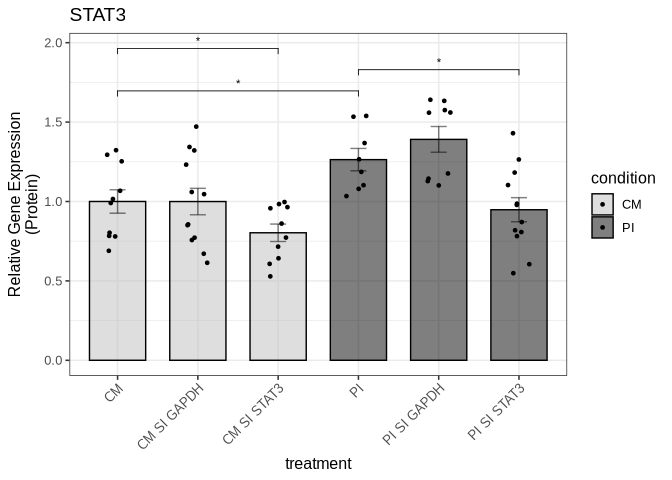 STAT3
2.0
1.5
1.0
0.5
0.0
Relative Gene Expression
(Protein)
*
*
*
CM
CM SI GAPDH
CM SI STAT3
PI
PI SI GAPDH
PI SI STAT3
treatment
condition
CM
PI